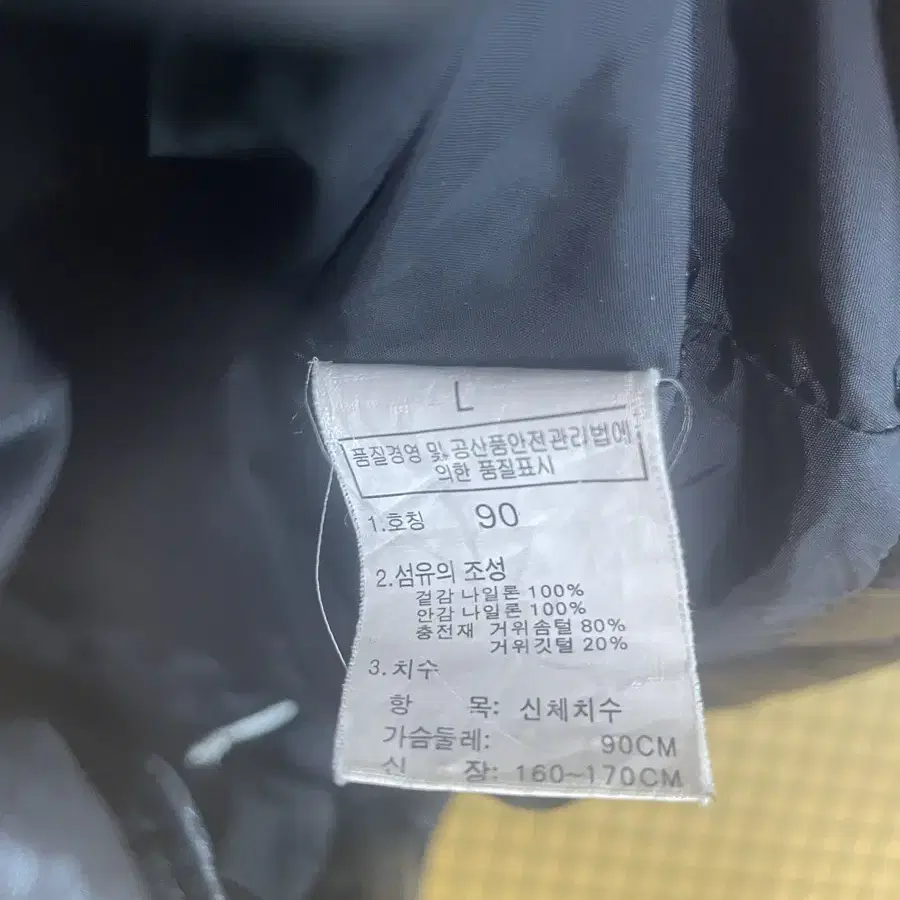 L
품질경영 및 공산품안전관리법에
의한 품질표시
1.호칭 90
2.섬유의 조성
겉감 나일론 100%
안감 나일론 100%
충전재 거위솜털 80%
거위깃털 20%
3.치수
항 목: 신체치수
가슴둘레: 90CM
신 장: 160~170CM